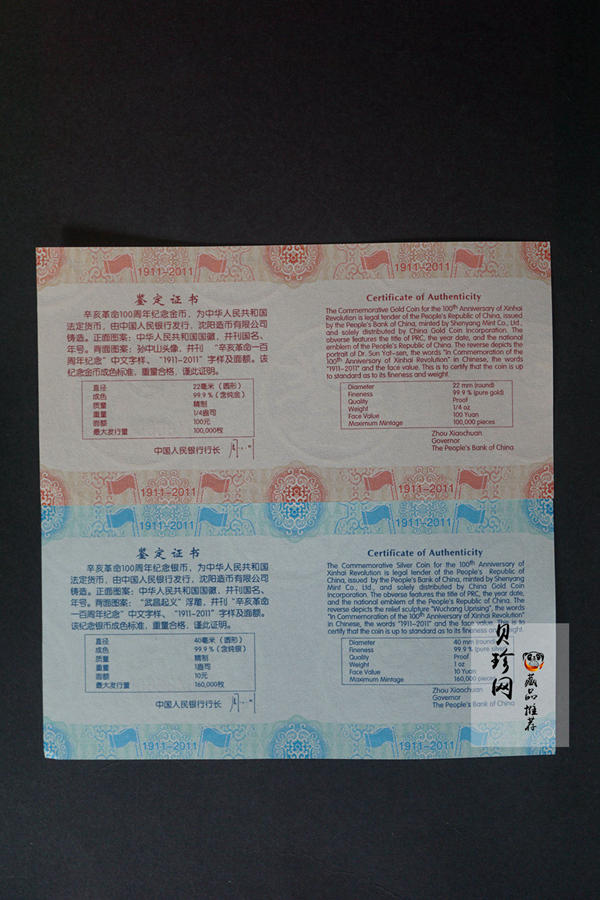 1911-2011
1911-2011
鉴定证书
辛亥革命100周年纪念金币，为中华人民共和国
法定货币，由中国人民银行发行，沈阳造币有限公司
铸造。正面图案：中华人民共和国国徽，并刊国名、
年号。背面图案：孙中山头像，并刊 “辛亥革命一百
周年纪念” 中文字样、“1911-2011” 字样及面额。该
纪念金币成色标准，重量合格，谨此证明。
直径 22毫米（圆形）
成色 99.9%（含纯金）
质量 精制
重量 1/4盎司
面额 100元
最大发行量 100,000枚
中国人民银行行长
Certificate of Authenticity
The Commemorative Gold Coin for the 100th Anniversary of Xinhai
Revolution is legal tender of the People's Republic of China, issued
by the People's Bank of China, minted by Shenyang Mint Co., Ltd.,
and solely distributed by China Gold Coin Incorporation. The
obverse features the title of PRC, the year date, and the national
emblem of the People's Republic of China. The reverse depicts the
portrait of Dr. Sun Yat-sen, the words "In Commemoration of the
100th Anniversary of Xinhai Revolution" in Chinese, the words
"1911-2011" and the face value. This is to certify that the coin is up
to standard as to its fineness and weight.
Diameter 22 mm (round)
Fineness 99.9 % (pure gold)
Quality Proof
Weight 1/4 oz
Face Value 100 Yuan
Maximum Mintage 100,000 pieces
Zhou Xiaochuan
Governor
The People's Bank of China
1911-2011
1911-2011
1911-2011
1911-2011
鉴定证书
辛亥革命100周年纪念银币，为中华人民共和国
法定货币，由中国人民银行发行，沈阳造币有限公司
铸造。正面图案：中华人民共和国国徽，并刊国名、
年号。背面图案： “武昌起义” 浮雕，并刊 “辛亥革命
一百周年纪念” 中文字样、“1911-2011” 字样及面额。
该纪念银币成色标准，重量合格，谨此证明。
直径 40毫米（圆形）
成色 99.9%（含纯银）
质量 精制
重量 1盎司
面额 10元
最大发行量 160,000枚
中国人民银行行长
Certificate of Authenticity
The Commemorative Silver Coin for the 100th Anniversary of
Xinhai Revolution is legal tender of the People's Republic of
China, issued by the People's Bank of China, minted by Shenyang
Mint Co., Ltd., and solely distributed by China Gold Coin
Incorporation. The obverse features the title of PRC, the year date,
and the national emblem of the People's Republic of China. The
reverse depicts the relief sculpture "Wuchang Uprising", the words
"In Commemoration of the 100th Anniversary of Xinhai Revolution"
in Chinese, the words "1911-2011" and the face value. This is to
certify that the coin is up to standard as to its fineness and weight.
Diameter 40 mm (round)
Fineness 99.9 % (pure silver)
Quality Proof
Weight 1 oz
Face Value 10 Yuan
Maximum Mintage 160,000 pieces
Zhou Xiaochuan
Governor
The People's Bank of China
1911-2011
1911-2011
贝珍网
藏品推荐